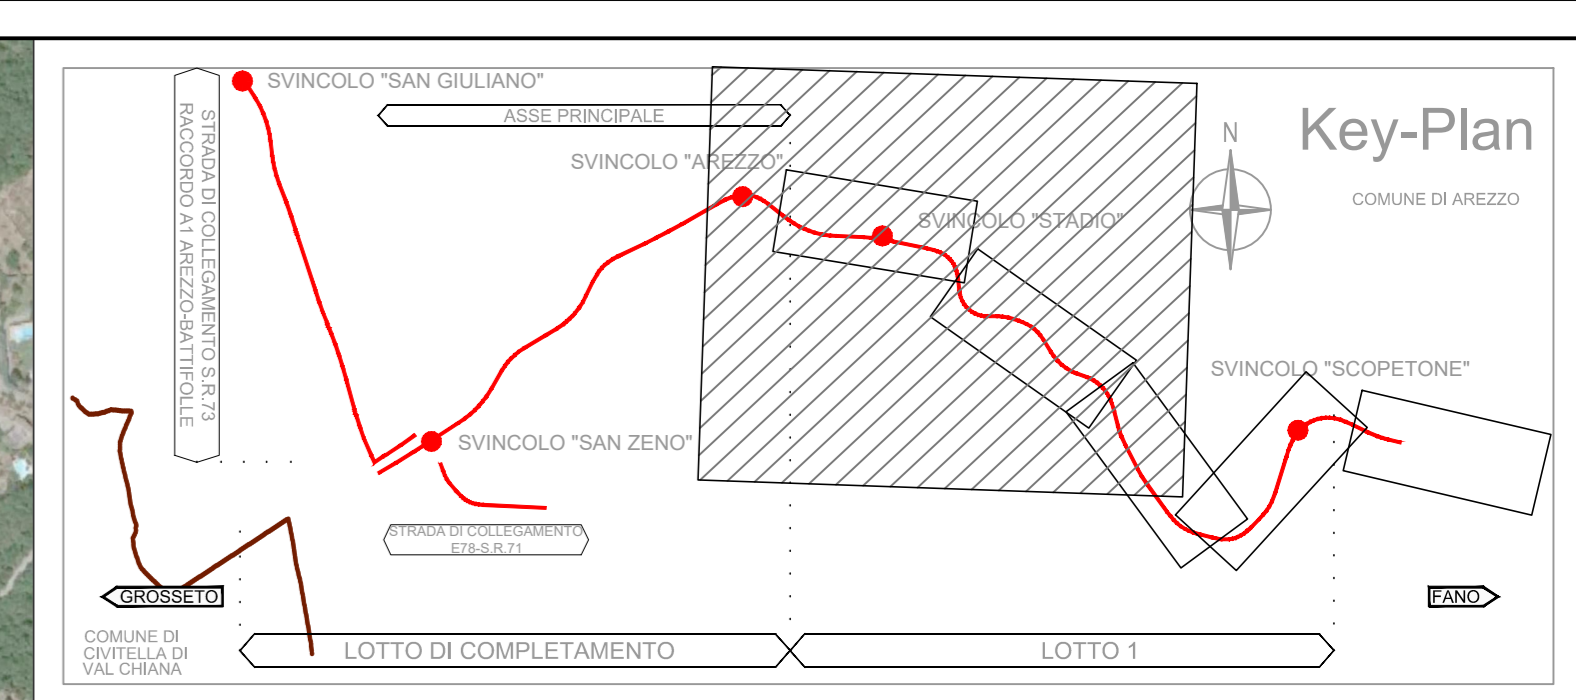 SVINCOLO "SAN GIULIANO"
STRADA DI COLLEGAMENTO S.R.73
RACCORDO A1 AREZZO-BATTIFOLLE
ASSE PRINCIPALE
SVINCOLO "AREZZO"
Key-Plan
N
COMUNE DI AREZZO
SVINCOLO "STADIO"
SVINCOLO "SCOPETONE"
SVINCOLO "SAN ZENO"
STRADA DI COLLEGAMENTO
E78-S.R.71
GROSSETO
FANO
COMUNE DI
CIVITELLA DI
VAL CHIANA
LOTTO DI COMPLETAMENTO
LOTTO 1